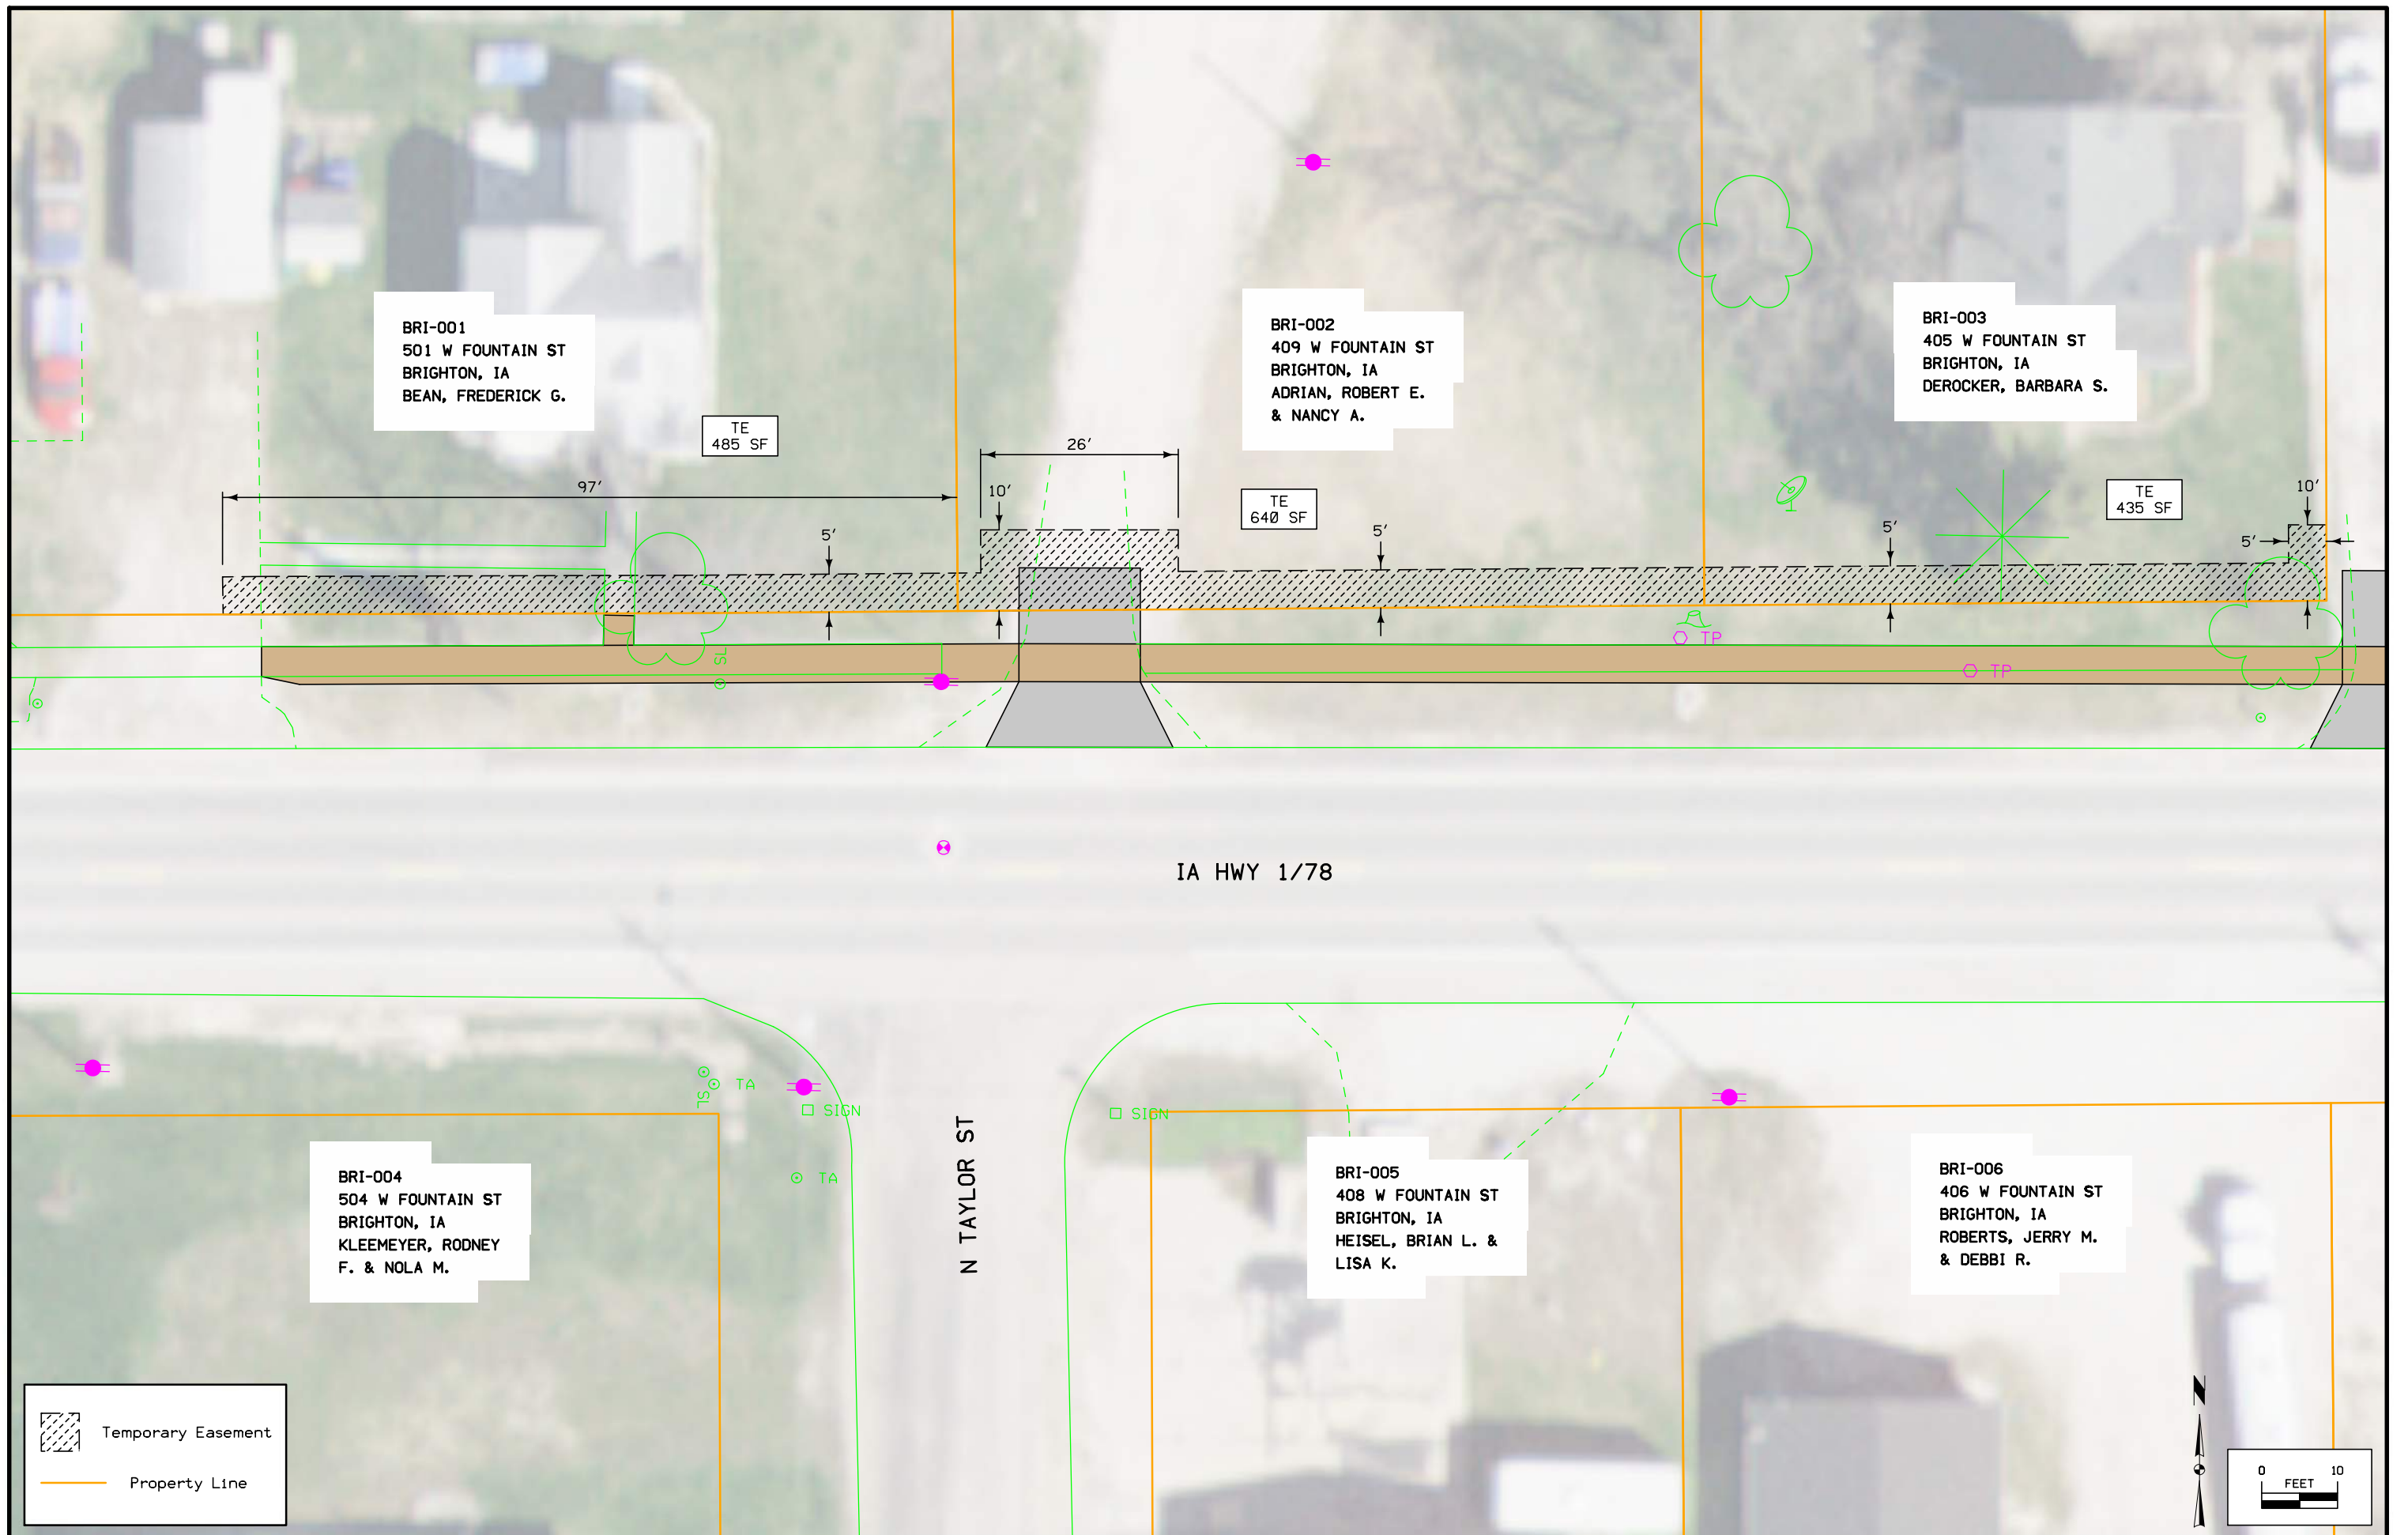 BRI-001
501 W FOUNTAIN ST
BRIGHTON, IA
BEAN, FREDERICK G.
BRI-002
409 W FOUNTAIN ST
BRIGHTON, IA
ADRIAN, ROBERT E.
& NANCY A.
BRI-003
405 W FOUNTAIN ST
BRIGHTON, IA
DEROCKER, BARBARA S.
TE
485 SF
26'
97'
10'
TE
640 SF
TE
435 SF
10'
5'
5'
5'
5'
TP
SL
TP
IA HWY 1/78
SL
TA
SIGN
SIGN
TA
N TAYLOR ST
BRI-004
504 W FOUNTAIN ST
BRIGHTON, IA
KLEEMEYER, RODNEY
F. & NOLA M.
BRI-005
408 W FOUNTAIN ST
BRIGHTON, IA
HEISEL, BRIAN L. &
LISA K.
BRI-006
406 W FOUNTAIN ST
BRIGHTON, IA
ROBERTS, JERRY M.
& DEBBI R.
Temporary Easement
Property Line
N
0 10
FEET